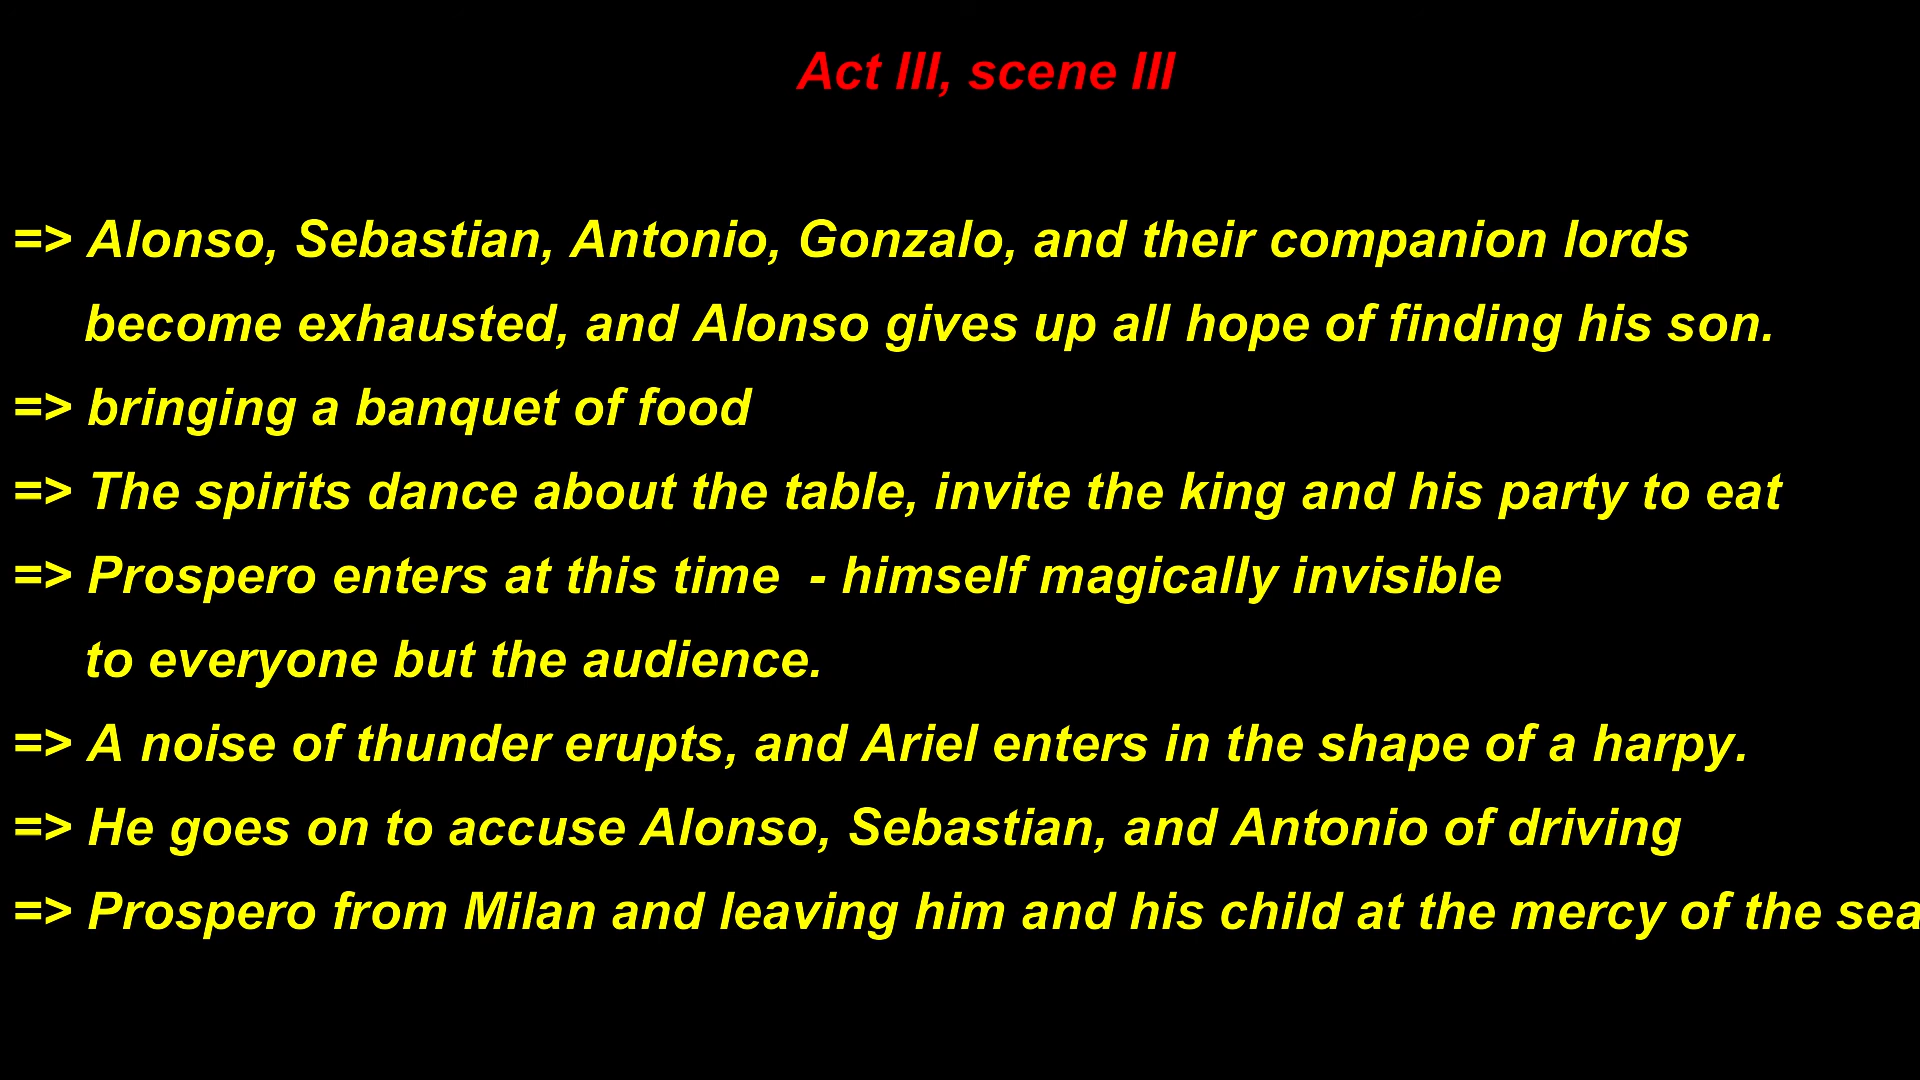 Act III, scene III
=> Alonso, Sebastian, Antonio, Gonzalo, and their companion lords
become exhausted, and Alonso gives up all hope of finding his son.
=> bringing a banquet of food
=> The spirits dance about the table, invite the king and his party to eat
=> Prospero enters at this time  - himself magically invisible
to everyone but the audience.
=> A noise of thunder erupts, and Ariel enters in the shape of a harpy.
=> He goes on to accuse Alonso, Sebastian, and Antonio of driving
=> Prospero from Milan and leaving him and his child at the mercy of the sea